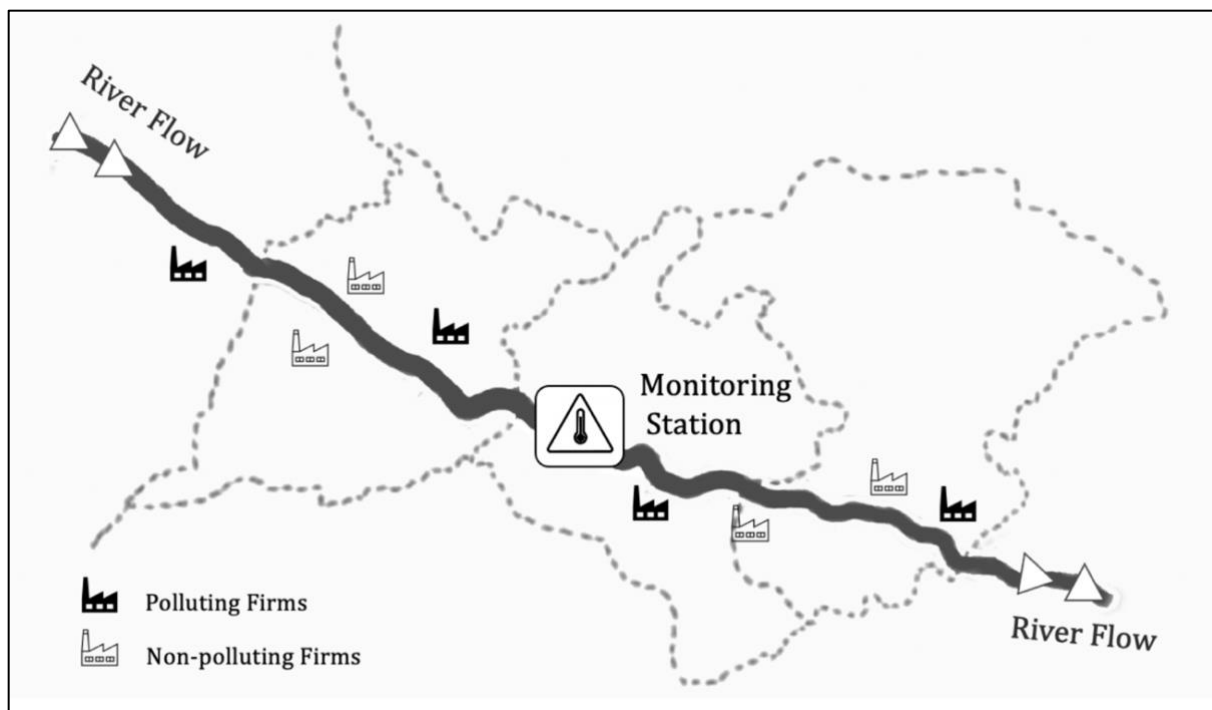 River Flow
Monitoring
Station
River Flow
Polluting Firms
Non-polluting Firms